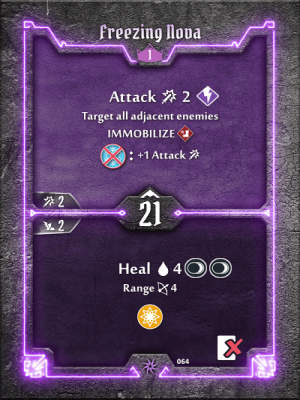 Freezing Nova
1
Attack 2
Target all adjacent enemies
IMMOBILIZE
: +1 Attack
2
21
2
Heal 4
Range 4
064